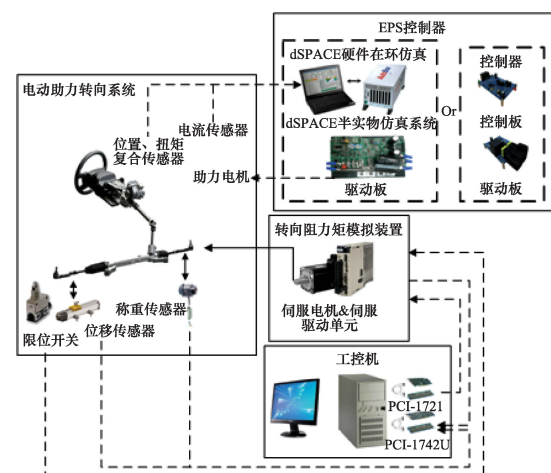 EPS控制器
dSPACE硬件在环仿真
dSPACE半实物仿真系统
驱动板
Or
控制器
控制板
驱动板
电动助力转向系统
电流传感器
位置、扭矩
复合传感器
助力电机
称重传感器
位移传感器
限位开关
转向阻力矩模拟装置
伺服电机&伺服
驱动单元
工控机
PCI-1721
PCI-1742U